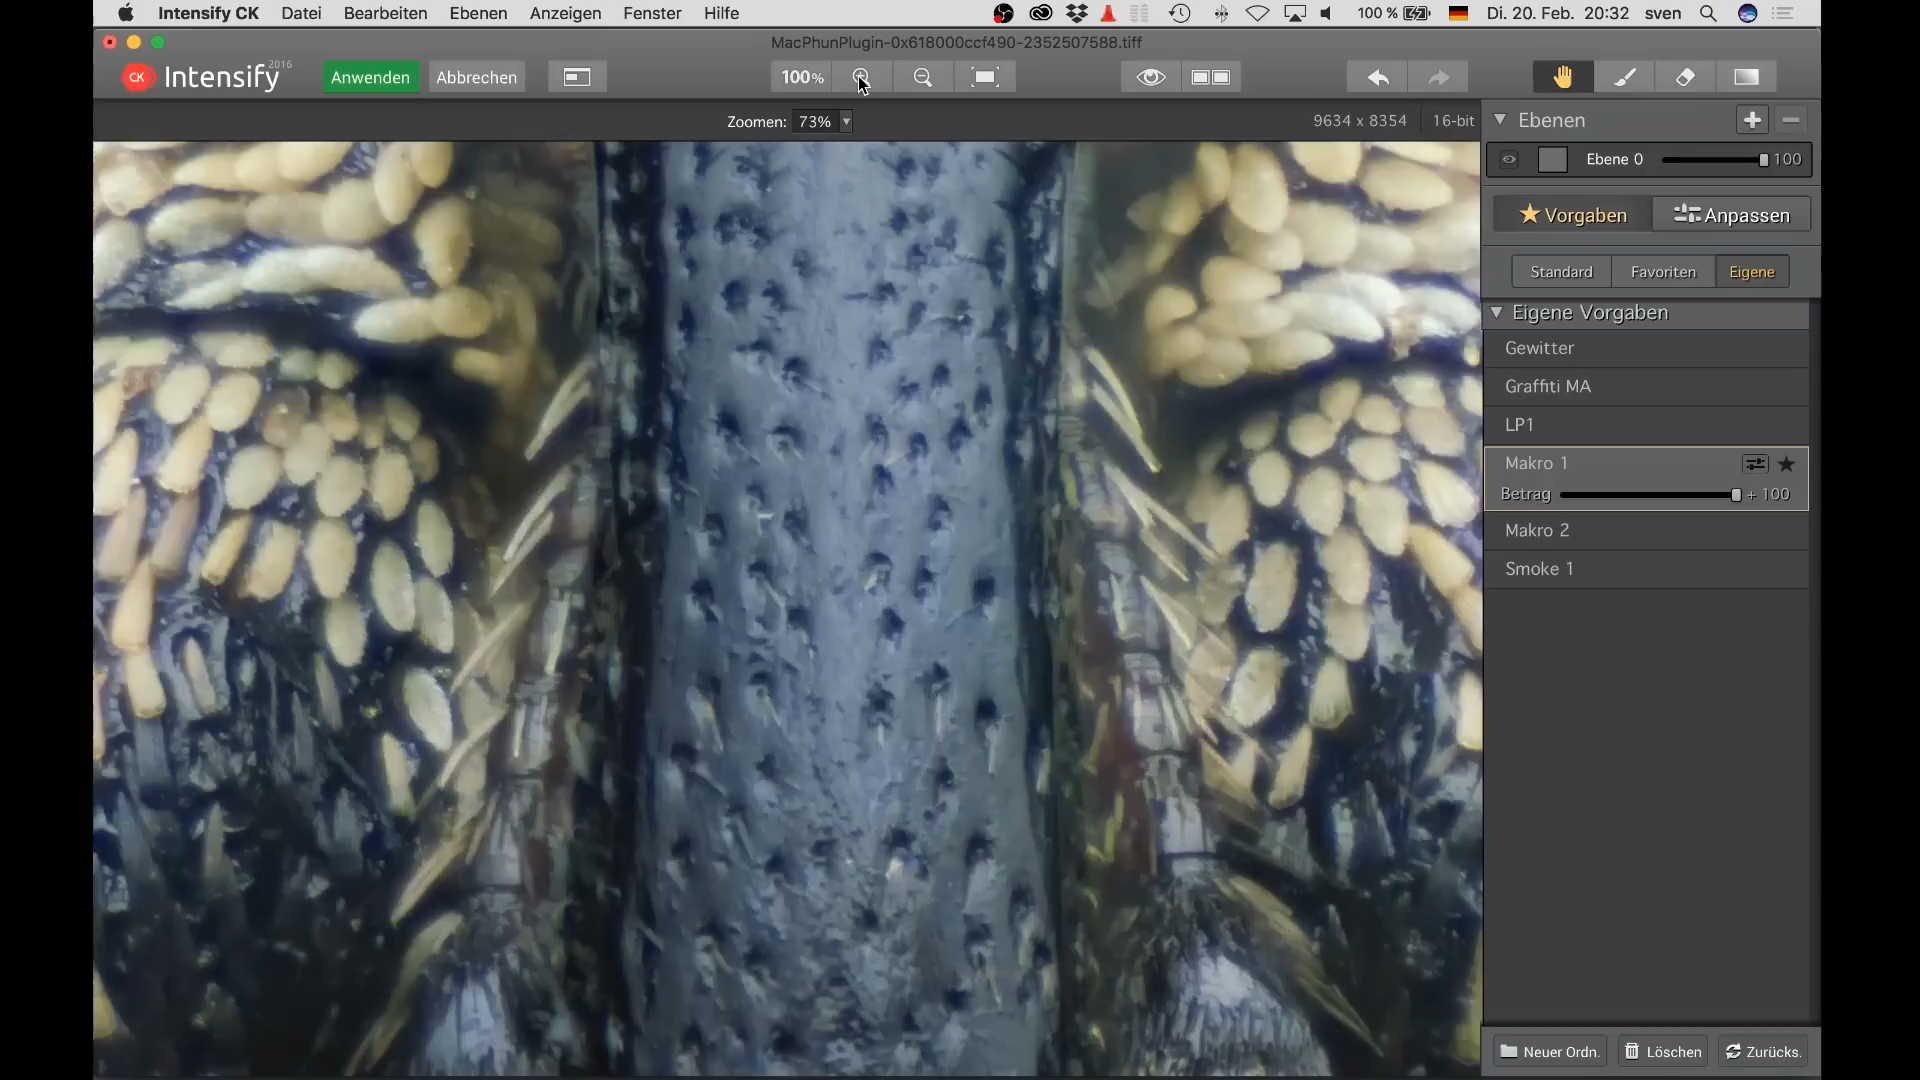 Intensify CK Datei Bearbeiten Ebenen Anzeigen Fenster Hilfe 100 % Di. 20. Feb. 20:32 sven
MacPhunPlugin-0x618000ccf490-2352507588.tiff
CK Intensify 2016 Anwenden Abbrechen 100%
Zoomen: 73% 9634 x 8354 16-bit
Ebenen
Ebene 0 100
Vorgaben Anpassen
Standard Favoriten Eigene
Eigene Vorgaben
Gewitter
Graffiti MA
LP1
Makro 1
Betrag + 100
Makro 2
Smoke 1
Neuer Ordn. Löschen Zurücks.